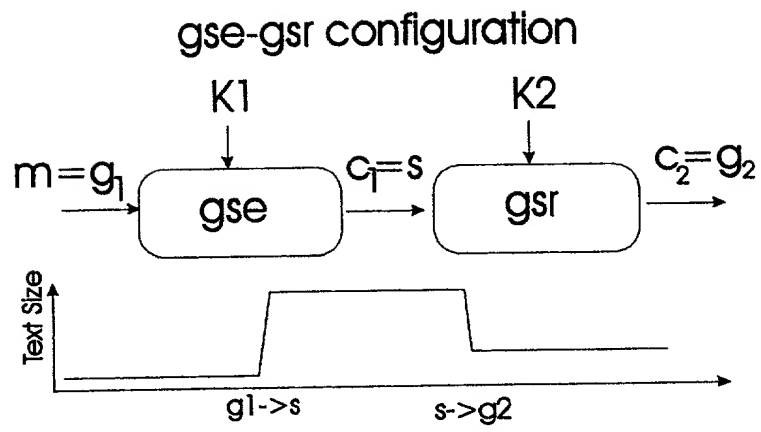 gse-gsr configuration
K1 K2
m=g₁ gse c₁=s gsr c₂=g₂
Text Size
g1->s s->g2